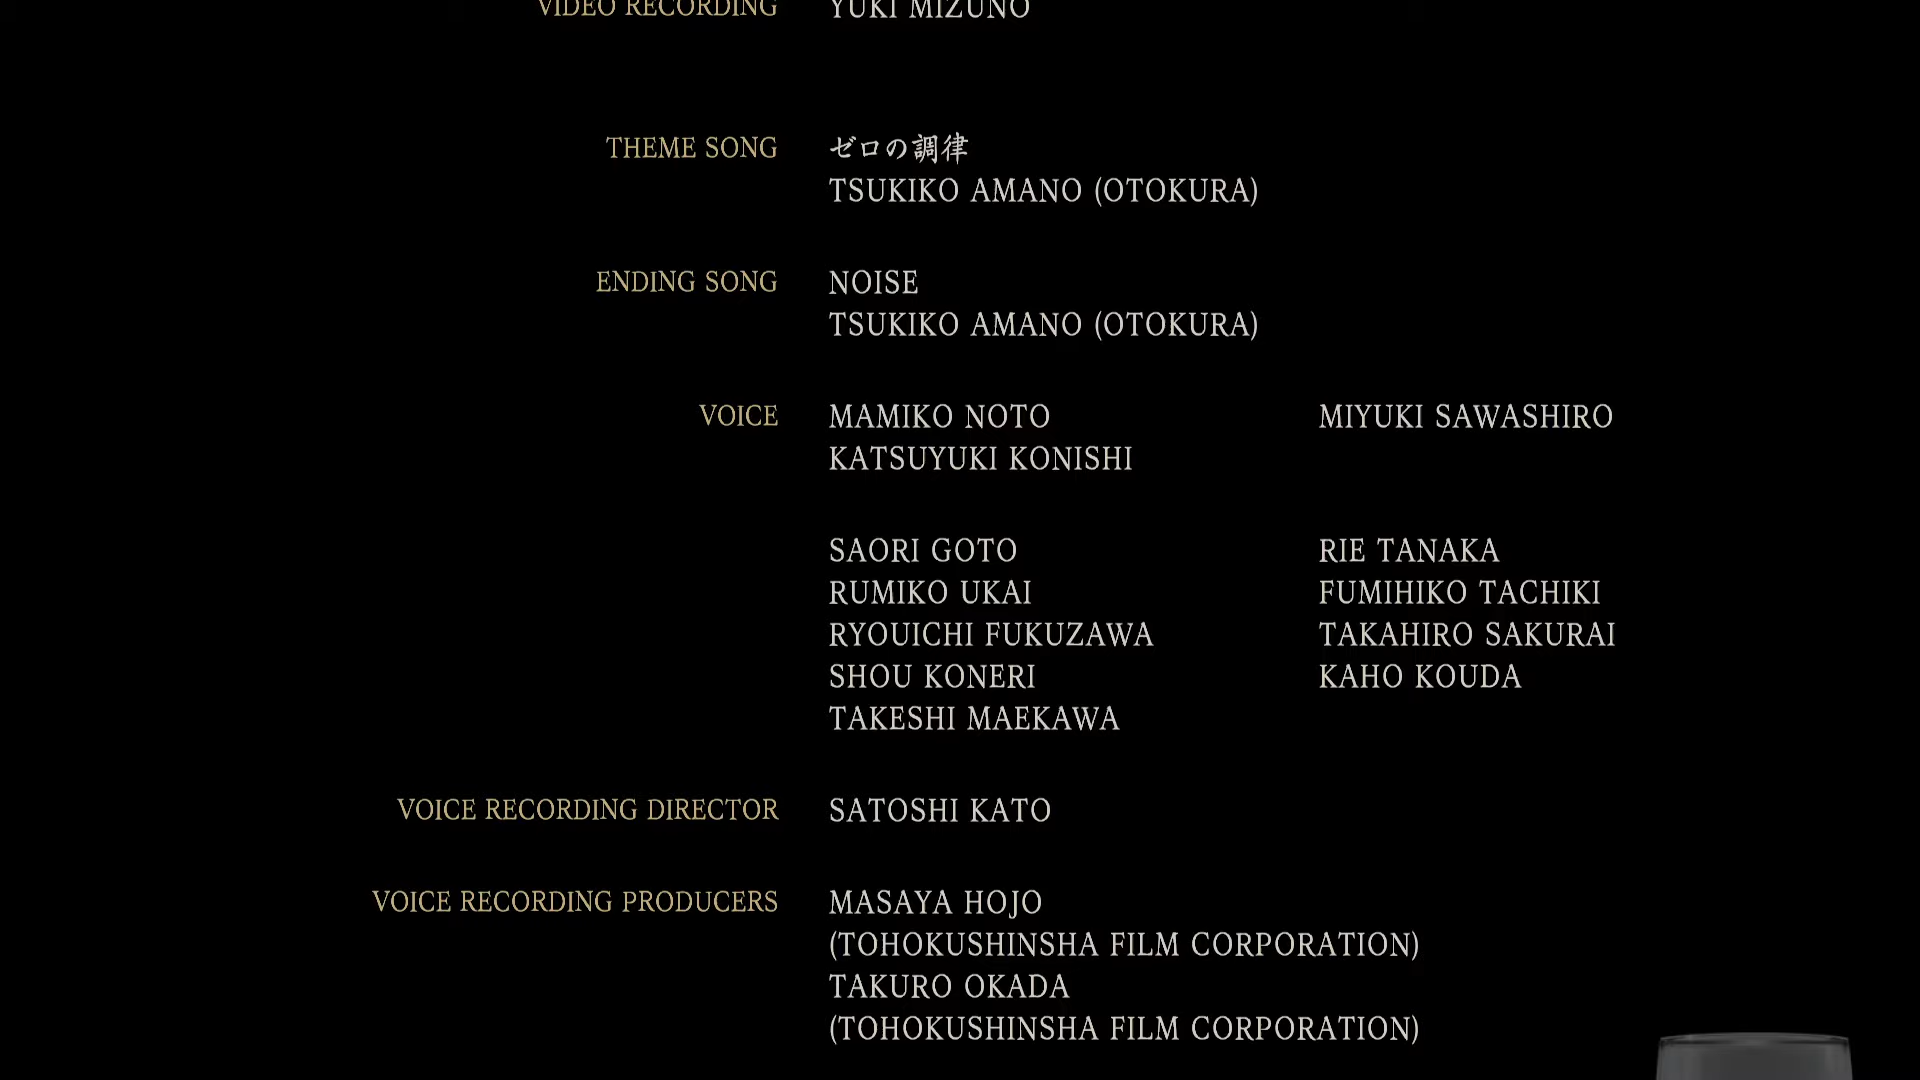 VIDEO RECORDING YUKI MIZUNO
THEME SONG ゼロの調律
TSUKIKO AMANO (OTOKURA)
ENDING SONG NOISE
TSUKIKO AMANO (OTOKURA)
VOICE MAMIKO NOTO MIYUKI SAWASHIRO
KATSUYUKI KONISHI
SAORI GOTO RIE TANAKA
RUMIKO UKAI FUMIHIKO TACHIKI
RYOUICHI FUKUZAWA TAKAHIRO SAKURAI
SHOU KONERI KAHO KOUDA
TAKESHI MAEKAWA
VOICE RECORDING DIRECTOR SATOSHI KATO
VOICE RECORDING PRODUCERS MASAYA HOJO
(TOHOKUSHINSHA FILM CORPORATION)
TAKURO OKADA
(TOHOKUSHINSHA FILM CORPORATION)